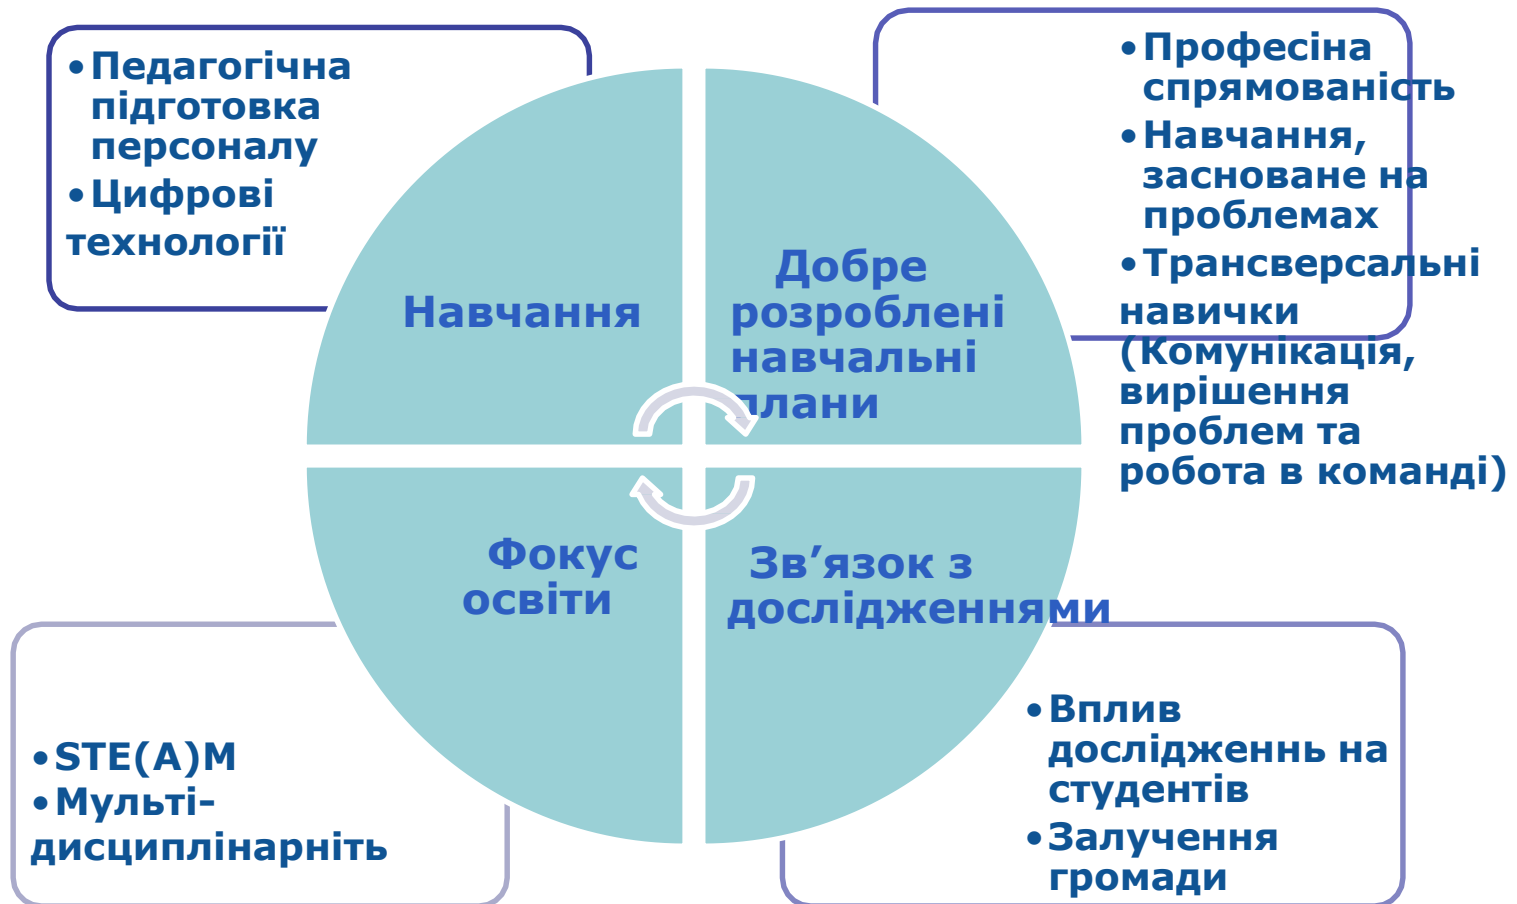 •Педагогічна
підготовка
персоналу
•Цифрові
технології
•Професіна
спрямованість
•Навчання,
засноване на
проблемах
•Трансверсальні
навички
(Комунікація,
вирішення
проблем та
робота в команді)
Навчання
Добре
розроблені
навчальні
плани
Фокус
освіти
Зв’язок з
дослідженнями
•STE(A)M
•Мульті-
дисциплінарніть
•Вплив
дослідженнь на
студентів
•Залучення
громади